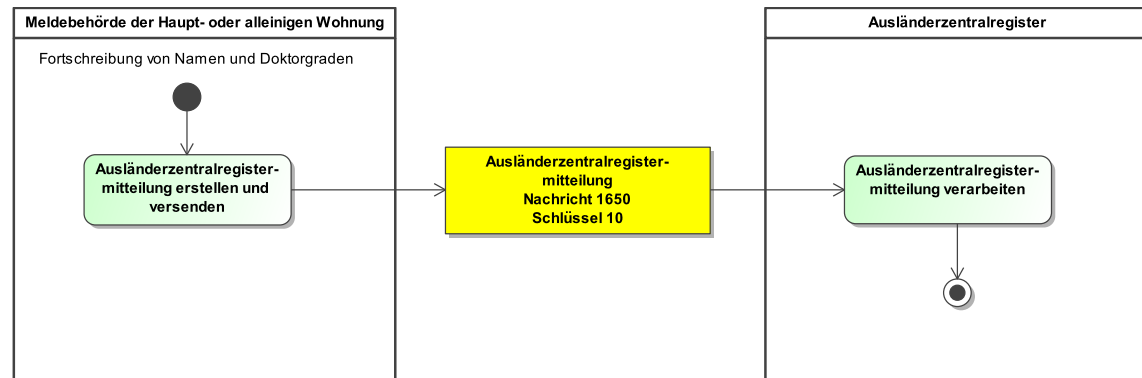 Meldebehörde der Haupt- oder alleinigen Wohnung
Fortschreibung von Namen und Doktorgraden
Ausländerzentralregister-
mitteilung erstellen und
versenden
Ausländerzentralregister-
mitteilung
Nachricht 1650
Schlüssel 10
Ausländerzentralregister
Ausländerzentralregister-
mitteilung verarbeiten